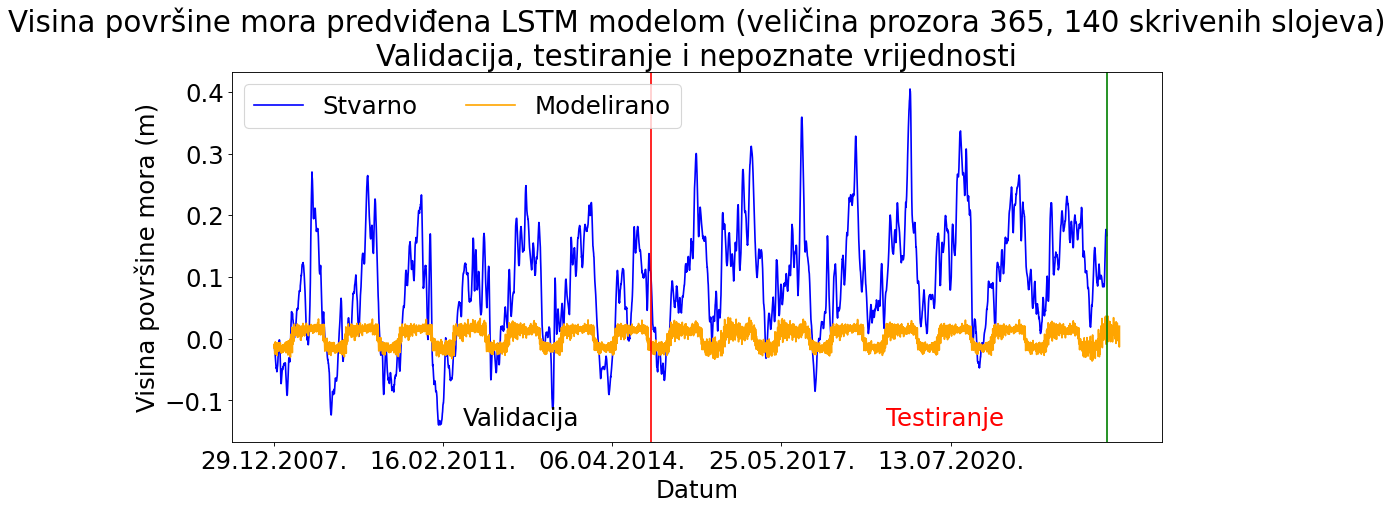 Visina površine mora predviđena LSTM modelom (veličina prozora 365, 140 skrivenih slojeva)
Validacija, testiranje i nepoznate vrijednosti
Stvarno Modelirano
Visina površine mora (m)
0.4
0.3
0.2
0.1
0.0
−0.1
Validacija Testiranje
29.12.2007. 16.02.2011. 06.04.2014. 25.05.2017. 13.07.2020.
Datum